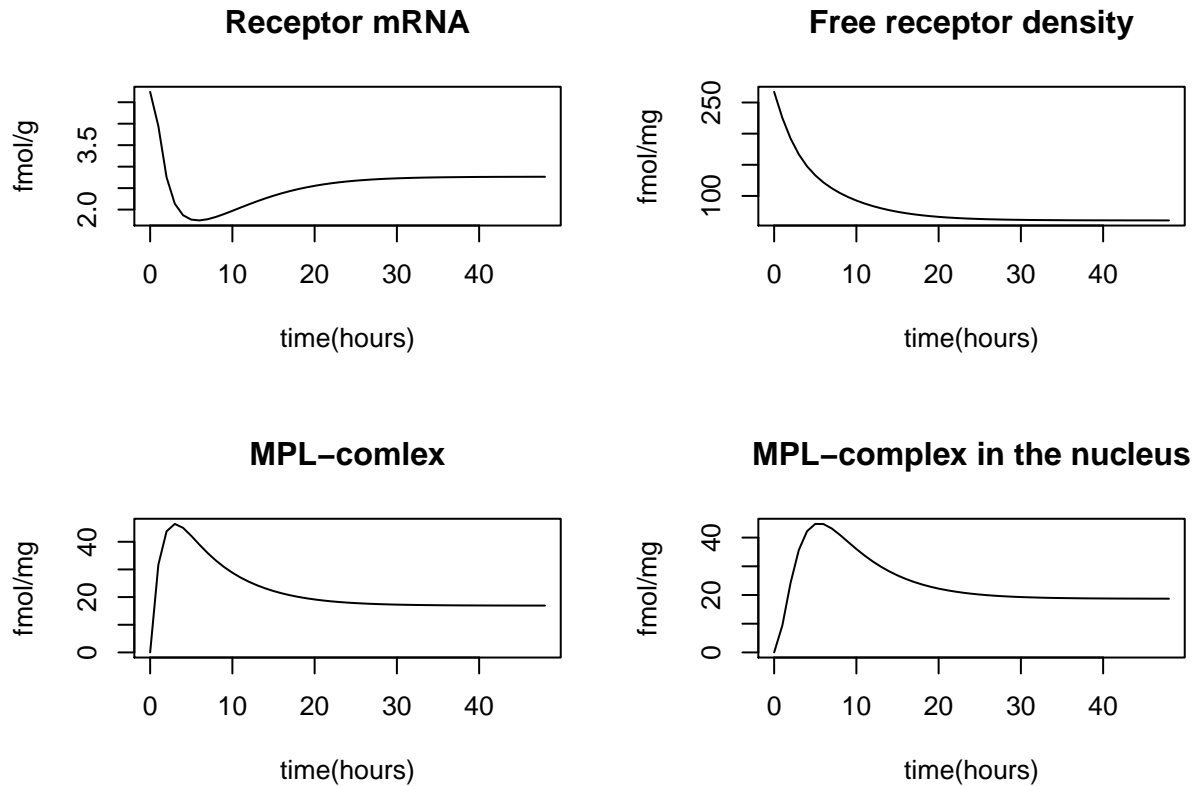 Receptor mRNA
fmol/g
2.0 3.5
0 10 20 30 40
time(hours)
Free receptor density
fmol/mg
100 250
0 10 20 30 40
time(hours)
MPL−comlex
fmol/mg
0 20 40
0 10 20 30 40
time(hours)
MPL−complex in the nucleus
fmol/mg
0 20 40
0 10 20 30 40
time(hours)